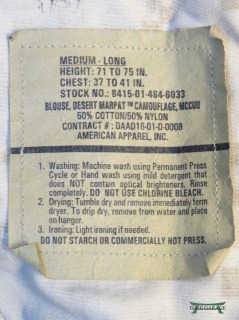 MEDIUM - LONG
HEIGHT: 71 TO 75 IN.
CHEST: 37 TO 41 IN.
STOCK NO.: 8415-01-484-6033
BLOUSE, DESERT MARPAT™ CAMOUFLAGE, MCCUU
50% COTTON/50% NYLON
CONTRACT # : DAAD16-01-D-0008
AMERICAN APPAREL, INC.
1. Washing: Machine wash using Permanent Press
Cycle or Hand wash using mild detergent that
does NOT contain optical brighteners. Rinse
completely. DO NOT USE CHLORINE BLEACH.
2. Drying: Tumble dry and remove immediately form
dryer. To drip dry, remove from water and place
on hanger.
3. Ironing: Light ironing if needed.
DO NOT STARCH OR COMMERCIALLY HOT PRESS.